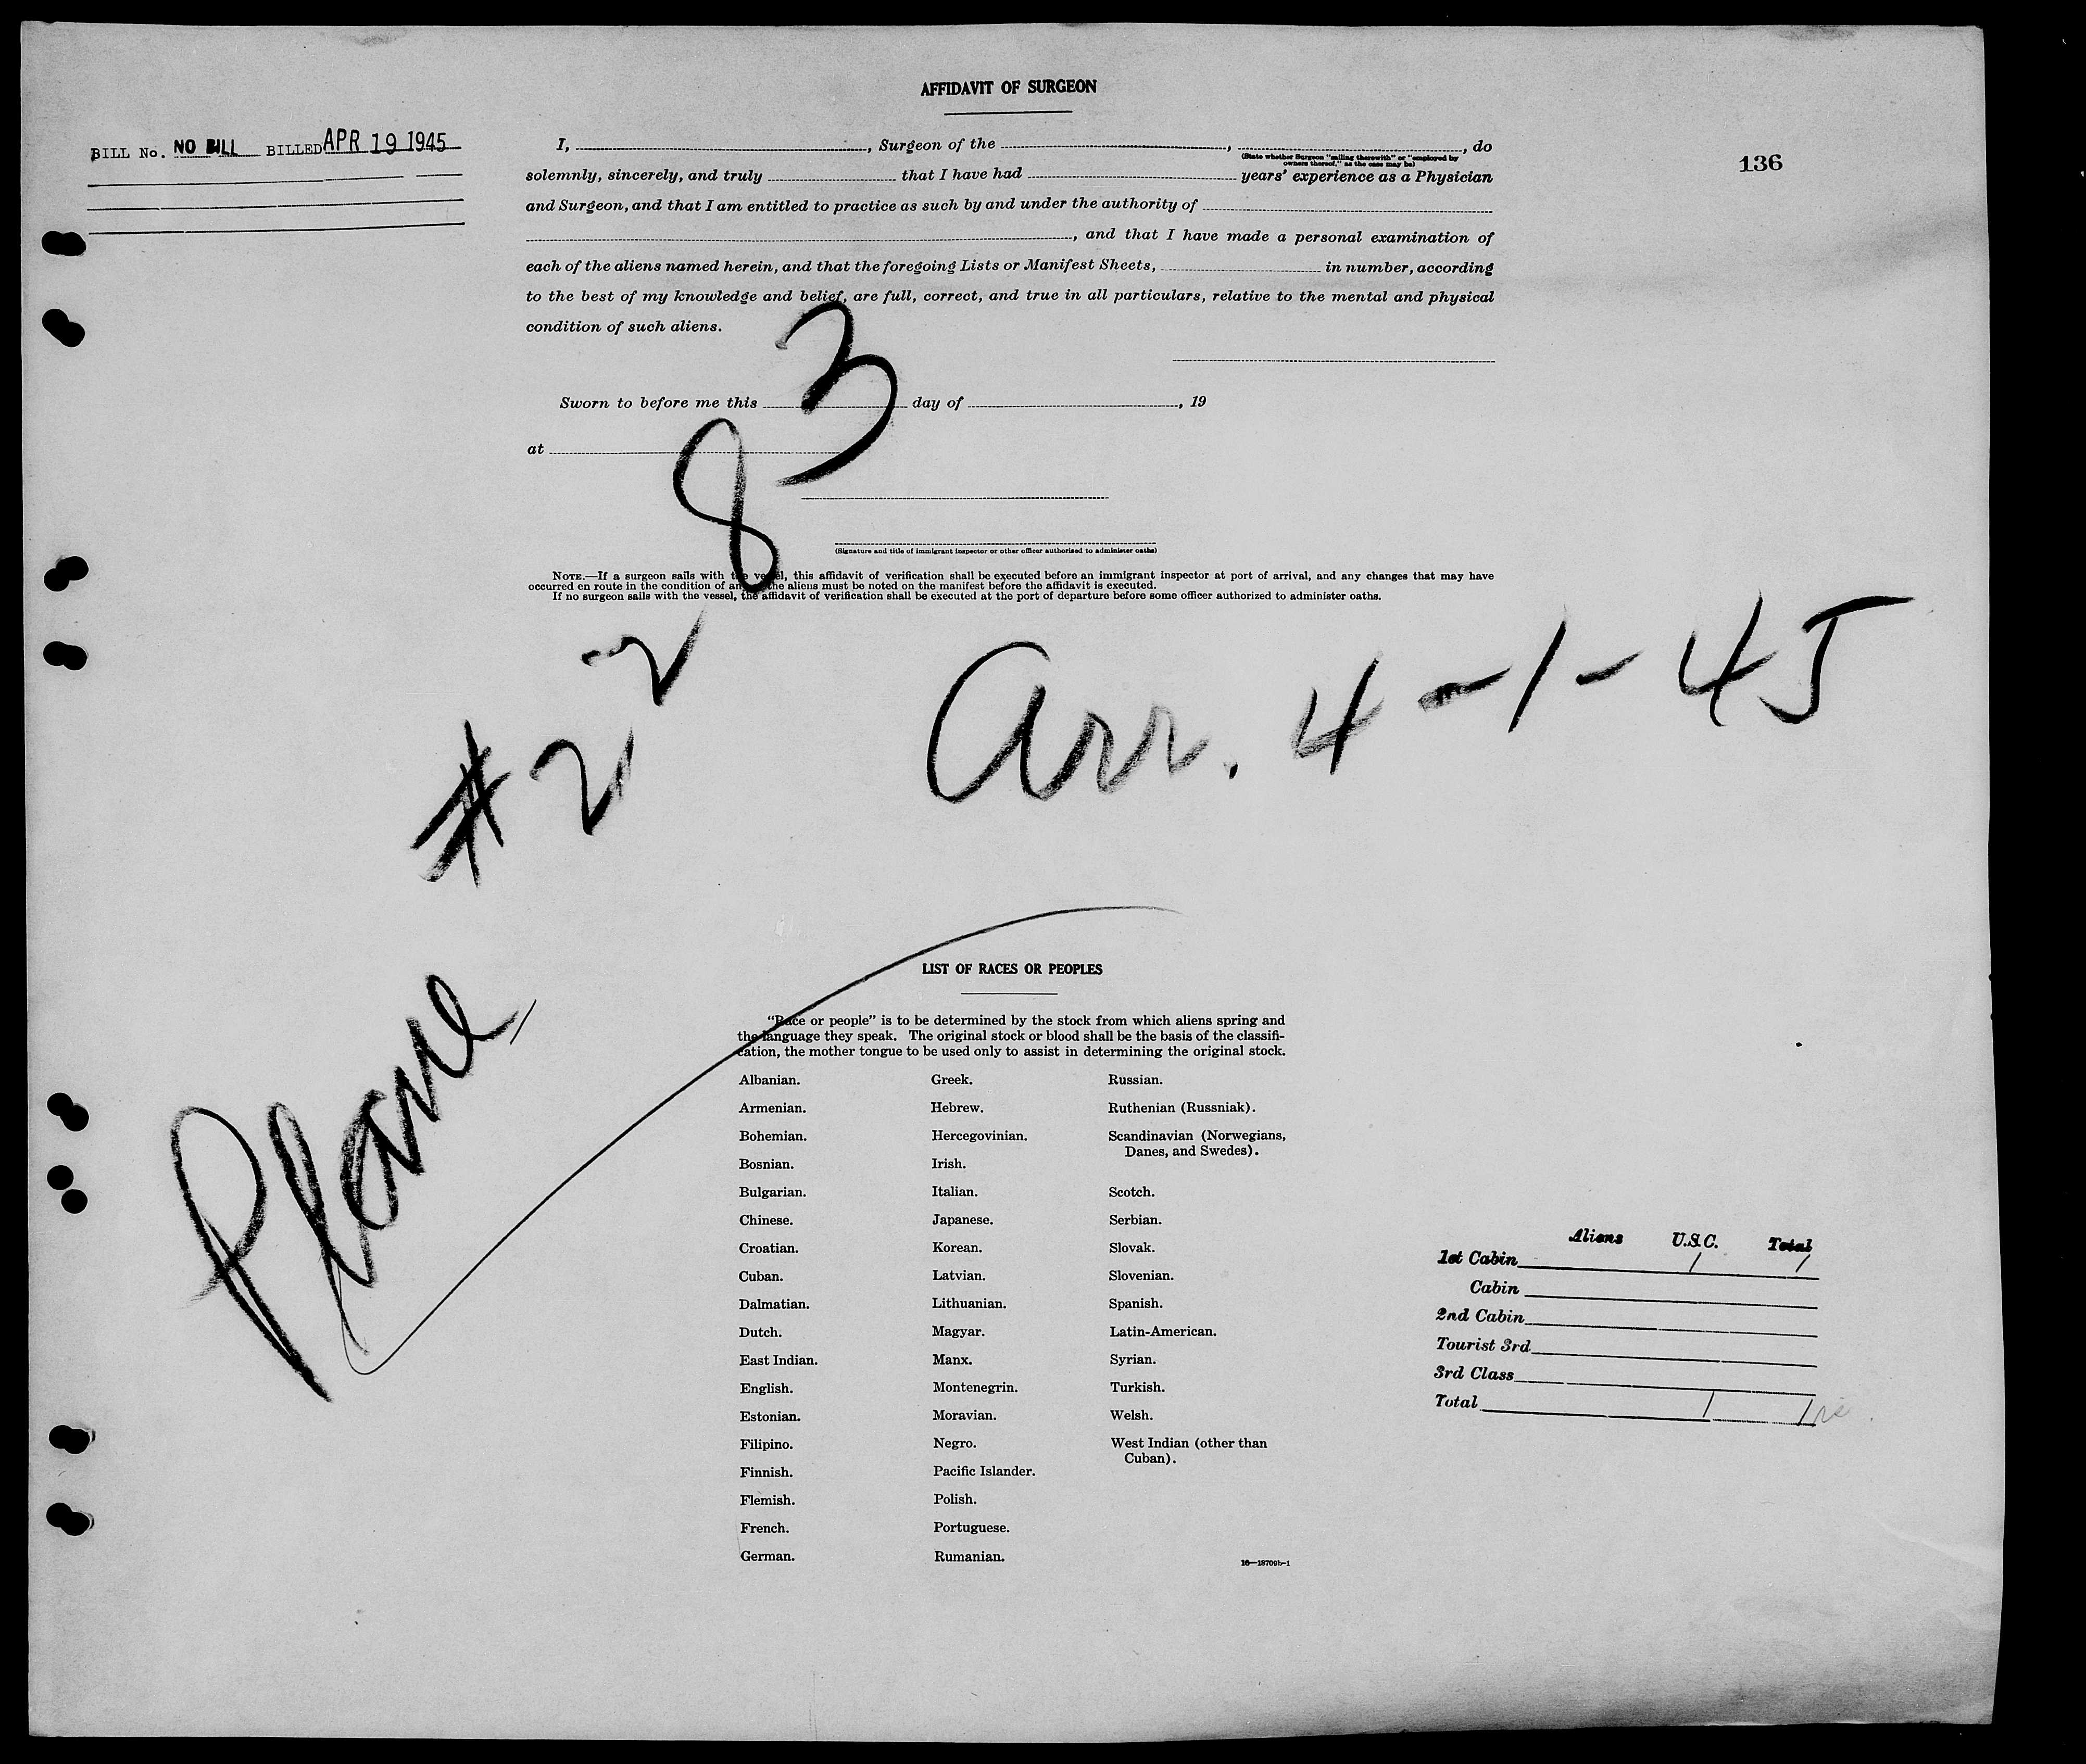 AFFIDAVIT OF SURGEON
BILL No. NO BILL BILLED APR 19 1945
136
I, , Surgeon of the , , do
(State whether Surgeon "sailing therewith" or "employed by
owners thereof," as the case may be)
solemnly, sincerely, and truly that I have had years' experience as a Physician
and Surgeon, and that I am entitled to practice as such by and under the authority of
, and that I have made a personal examination of
each of the aliens named herein, and that the foregoing Lists or Manifest Sheets, in number, according
to the best of my knowledge and belief, are full, correct, and true in all particulars, relative to the mental and physical
condition of such aliens.
Sworn to before me this day of , 19
at
(Signature and title of immigrant inspector or other officer authorized to administer oaths)
NOTE.—If a surgeon sails with the vessel, this affidavit of verification shall be executed before an immigrant inspector at port of arrival, and any changes that may have
occurred en route in the condition of any the aliens must be noted on the manifest before the affidavit is executed.
If no surgeon sails with the vessel, the affidavit of verification shall be executed at the port of departure before some officer authorized to administer oaths.
Plane #2283
Arr. 4-1-45
LIST OF RACES OR PEOPLES
"Race or people" is to be determined by the stock from which aliens spring and
the language they speak. The original stock or blood shall be the basis of the classifi-
cation, the mother tongue to be used only to assist in determining the original stock.
Albanian. Greek. Russian.
Armenian. Hebrew. Ruthenian (Russniak).
Bohemian. Hercegovinian. Scandinavian (Norwegians,
Danes, and Swedes).
Bosnian. Irish.
Bulgarian. Italian. Scotch.
Chinese. Japanese. Serbian.
Croatian. Korean. Slovak.
Cuban. Latvian. Slovenian.
Dalmatian. Lithuanian. Spanish.
Dutch. Magyar. Latin-American.
East Indian. Manx. Syrian.
English. Montenegrin. Turkish.
Estonian. Moravian. Welsh.
Filipino. Negro. West Indian (other than
Cuban).
Finnish. Pacific Islander.
Flemish. Polish.
French. Portuguese.
German. Rumanian.
16—18709b-1
Aliens U.S.C. Total
1st Cabin 1 1
Cabin
2nd Cabin
Tourist 3rd
3rd Class
Total 1 1